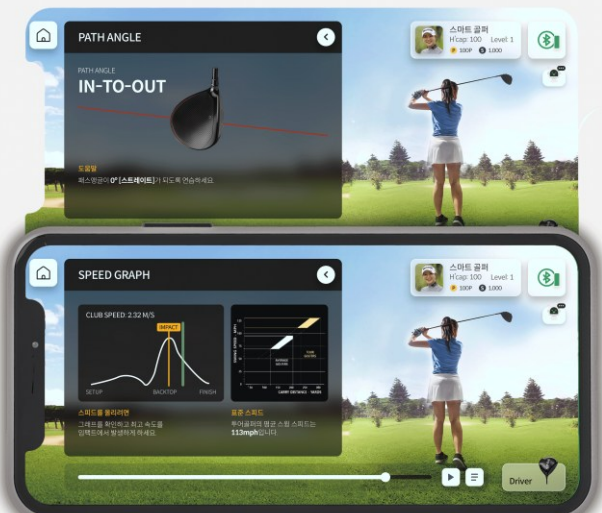 PATH ANGLE
스마트 골퍼
H'cap: 100 Level 1
P 100P S 1,000
PATH ANGLE
IN-TO-OUT
도움말
패스앵글이 0° [스트레이트]가 되도록 연습하세요.
SPEED GRAPH
스마트 골퍼
H'cap: 100 Level 1
P 100P S 1,000
CLUB SPEED: 2.32 M/S
IMPACT
SETUP
BACKTOP
FINISH
CARRY DISTANCE
스피드를 올리려면
그래프를 확인하고 최고 속도를
임팩트에서 발생하게 하세요.
표준 스피드
투어골퍼의 평균 스윙 스피드는
113mph입니다.
Driver